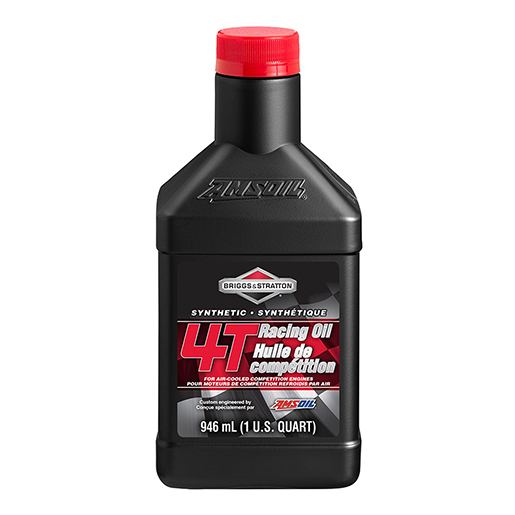 AMSOIL®
BRIGGS&STRATTON
SYNTHETIC • SYNTHÉTIQUE
4T Racing Oil
Huile de
compétition
FOR AIR-COOLED COMPETITION ENGINES
POUR MOTEURS DE COMPÉTITION REFROIDIS PAR AIR
Custom engineered by
Conçue spécialement par
AMSOIL
946 mL (1 U.S. QUART)